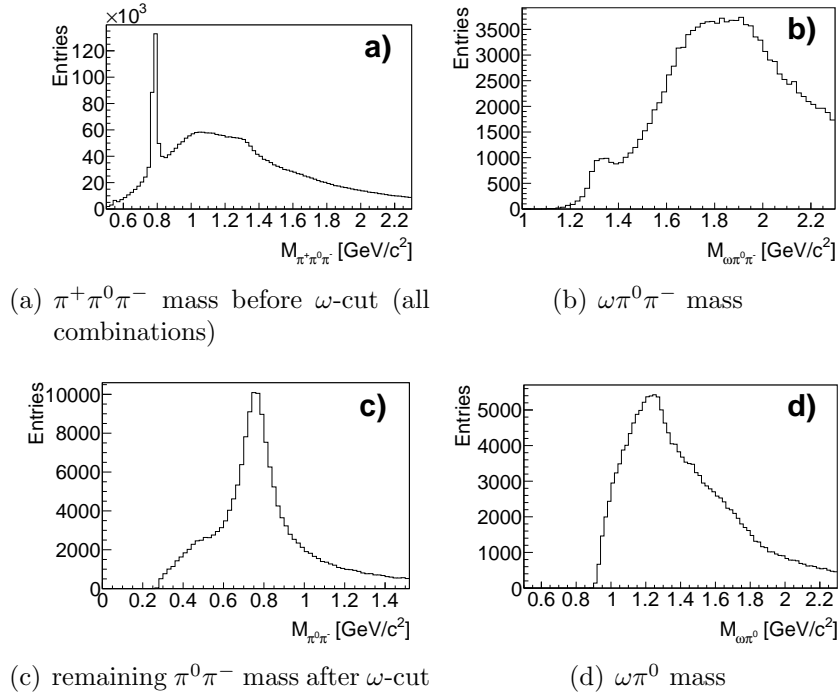 ×10³
a)
Entries
140
120
100
80
60
40
20
0
0.6 0.8 1 1.2 1.4 1.6 1.8 2 2.2
M_{π⁺π⁰π⁻} [GeV/c²]
(a) π⁺π⁰π⁻ mass before ω-cut (all
combinations)
b)
Entries
3500
3000
2500
2000
1500
1000
500
0
1 1.2 1.4 1.6 1.8 2 2.2
M_{ωπ⁰π⁻} [GeV/c²]
(b) ωπ⁰π⁻ mass
c)
Entries
10000
8000
6000
4000
2000
0
0 0.2 0.4 0.6 0.8 1 1.2 1.4
M_{π⁰π⁻} [GeV/c²]
(c) remaining π⁰π⁻ mass after ω-cut
d)
Entries
5000
4000
3000
2000
1000
0
0.6 0.8 1 1.2 1.4 1.6 1.8 2 2.2
M_{ωπ⁰} [GeV/c²]
(d) ωπ⁰ mass